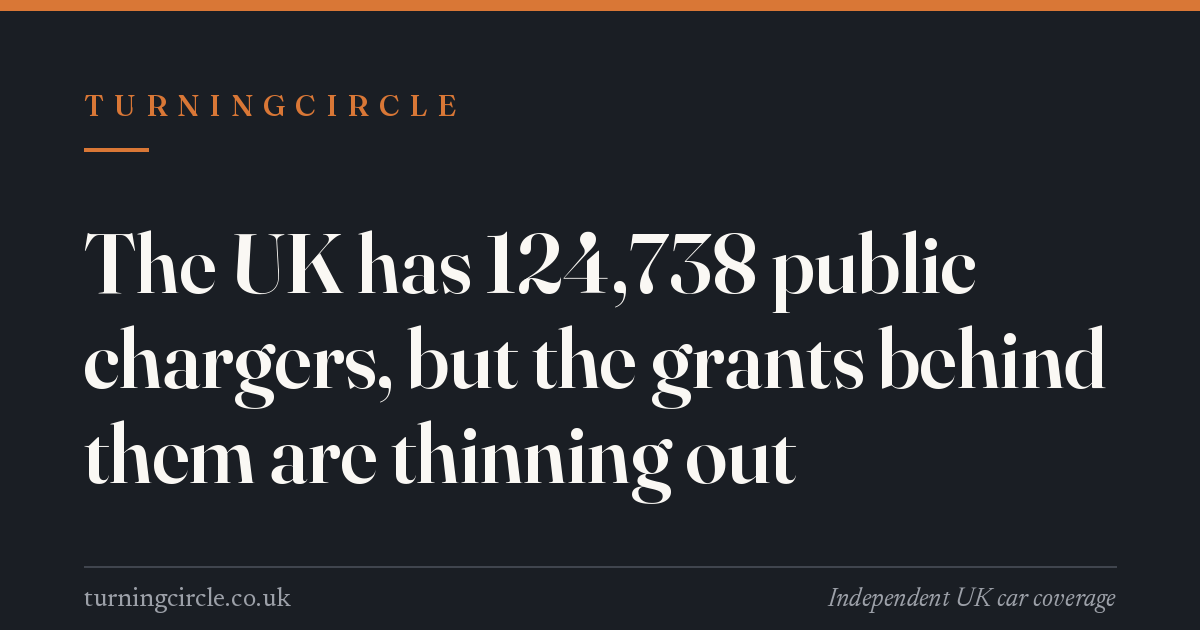 TURNINGCIRCLE
The UK has 124,738 public
chargers, but the grants behind
them are thinning out
turningcircle.co.uk
Independent UK car coverage